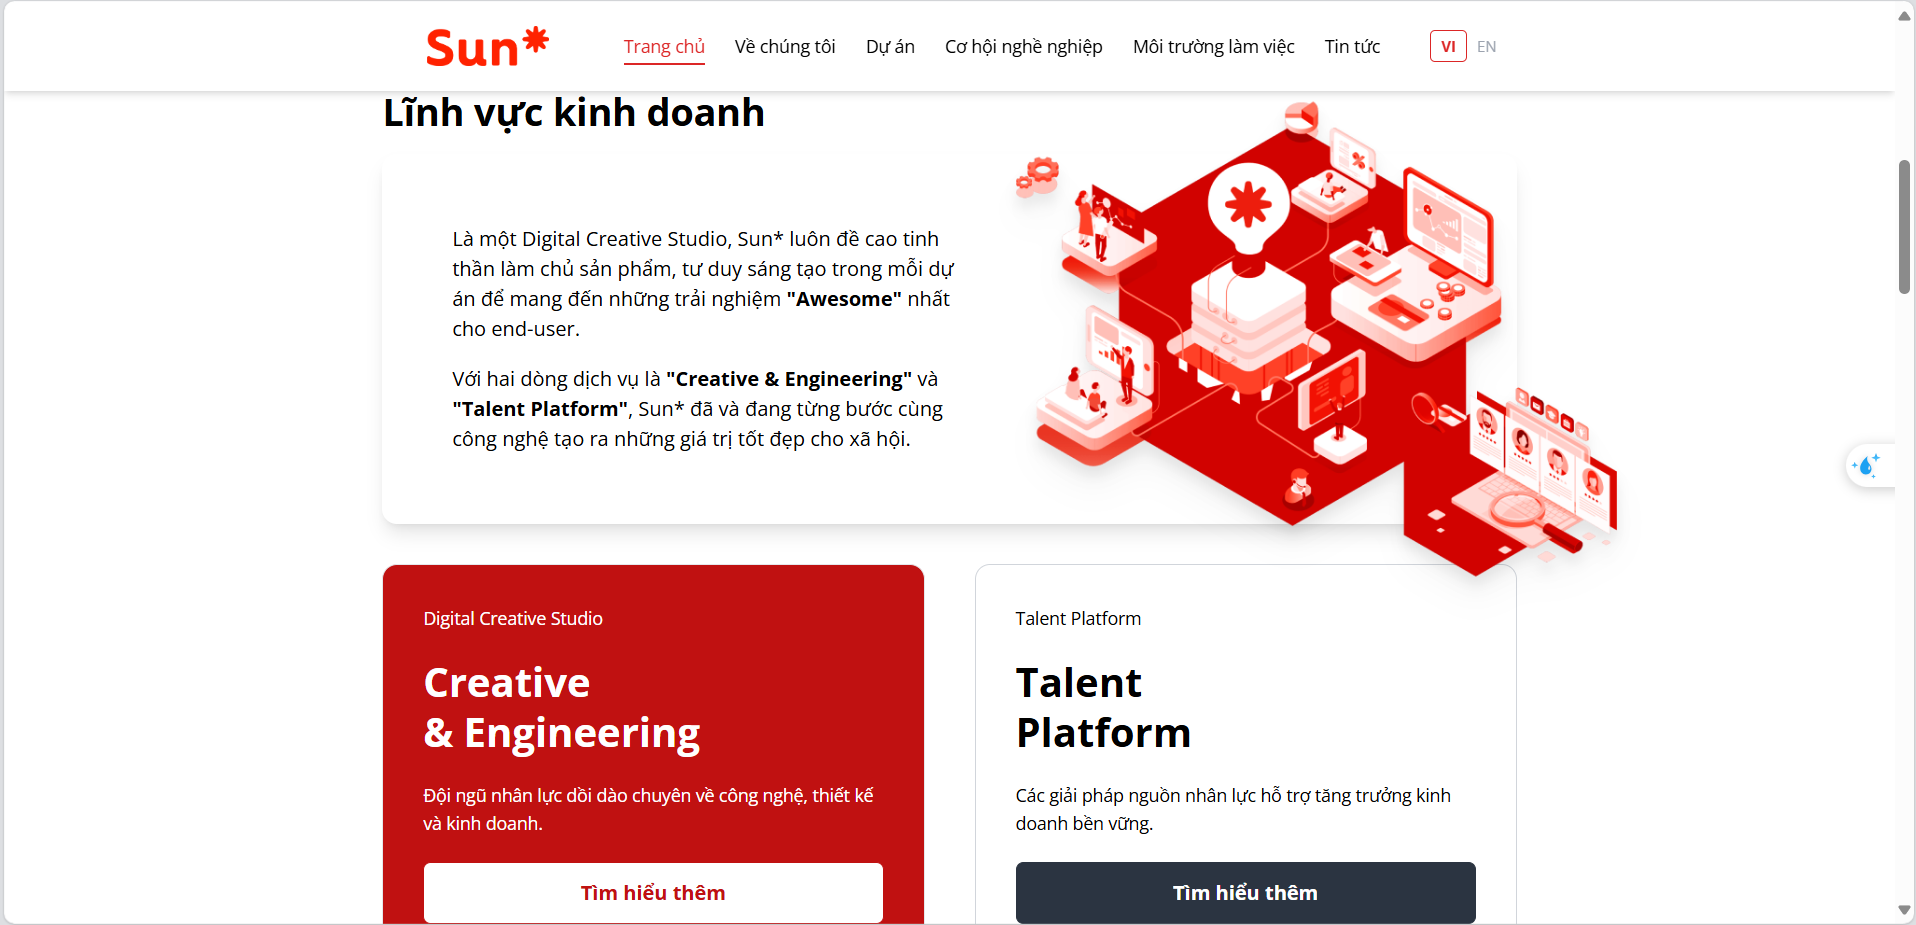 Sun*
Trang chủ
Về chúng tôi
Dự án
Cơ hội nghề nghiệp
Môi trường làm việc
Tin tức
VI
EN
Lĩnh vực kinh doanh
Là một Digital Creative Studio, Sun* luôn đề cao tinh
thần làm chủ sản phẩm, tư duy sáng tạo trong mỗi dự
án để mang đến những trải nghiệm "Awesome" nhất
cho end-user.
Với hai dòng dịch vụ là "Creative & Engineering" và
"Talent Platform", Sun* đã và đang từng bước cùng
công nghệ tạo ra những giá trị tốt đẹp cho xã hội.
Digital Creative Studio
Creative
& Engineering
Đội ngũ nhân lực dồi dào chuyên về công nghệ, thiết kế
và kinh doanh.
Tìm hiểu thêm
Talent Platform
Talent
Platform
Các giải pháp nguồn nhân lực hỗ trợ tăng trưởng kinh
doanh bền vững.
Tìm hiểu thêm